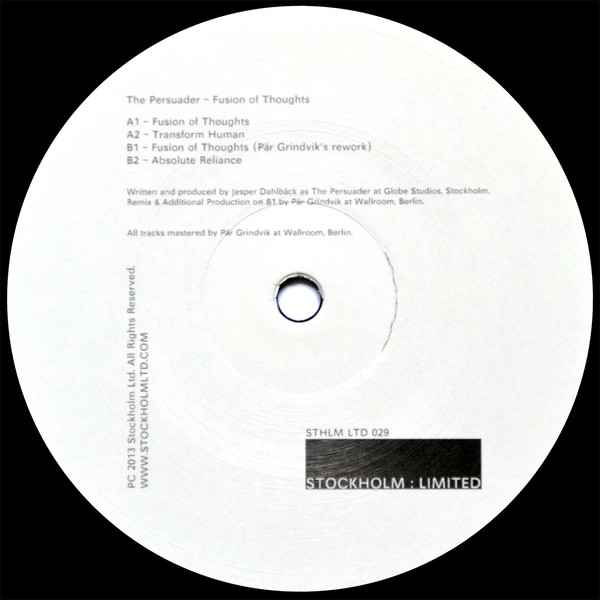 The Persuader – Fusion of Thoughts
A1 – Fusion of Thoughts
A2 – Transform Human
B1 – Fusion of Thoughts (Pär Grindvik's rework)
B2 – Absolute Reliance
Written and produced by Jesper Dahlbäck as The Persuader at Globe Studios, Stockholm.
Remix & Additional Production on B1 by Pär Grindvik at Wallroom, Berlin.
All tracks mastered by Pär Grindvik at Wallroom, Berlin.
PC 2013 Stockholm Ltd. All Rights Reserved.
WWW.STOCKHOLMLTD.COM
STHLM LTD 029
STOCKHOLM : LIMITED